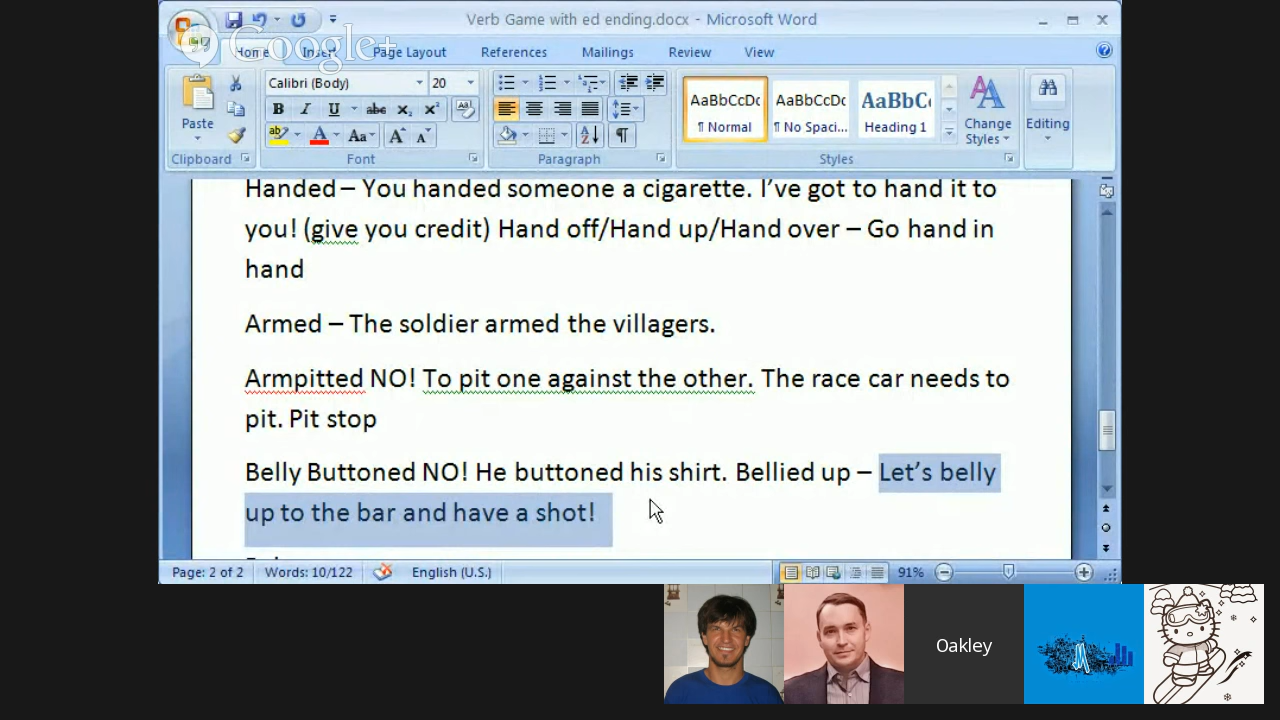 Verb Game with ed ending.docx - Microsoft Word
Google+
Home Insert Page Layout References Mailings Review View
Calibri (Body) 20
AaBbCcDc AaBbCcDc AaBbC
Paste
¶ Normal ¶ No Spaci... Heading 1 Change Styles Editing
Clipboard Font Paragraph Styles
Handed – You handed someone a cigarette. I've got to hand it to
you! (give you credit) Hand off/Hand up/Hand over – Go hand in
hand
Armed – The soldier armed the villagers.
Armpitted NO! To pit one against the other. The race car needs to
pit. Pit stop
Belly Buttoned NO! He buttoned his shirt. Bellied up – Let's belly
up to the bar and have a shot!
Page: 2 of 2 Words: 10/122 English (U.S.) 91%
Oakley